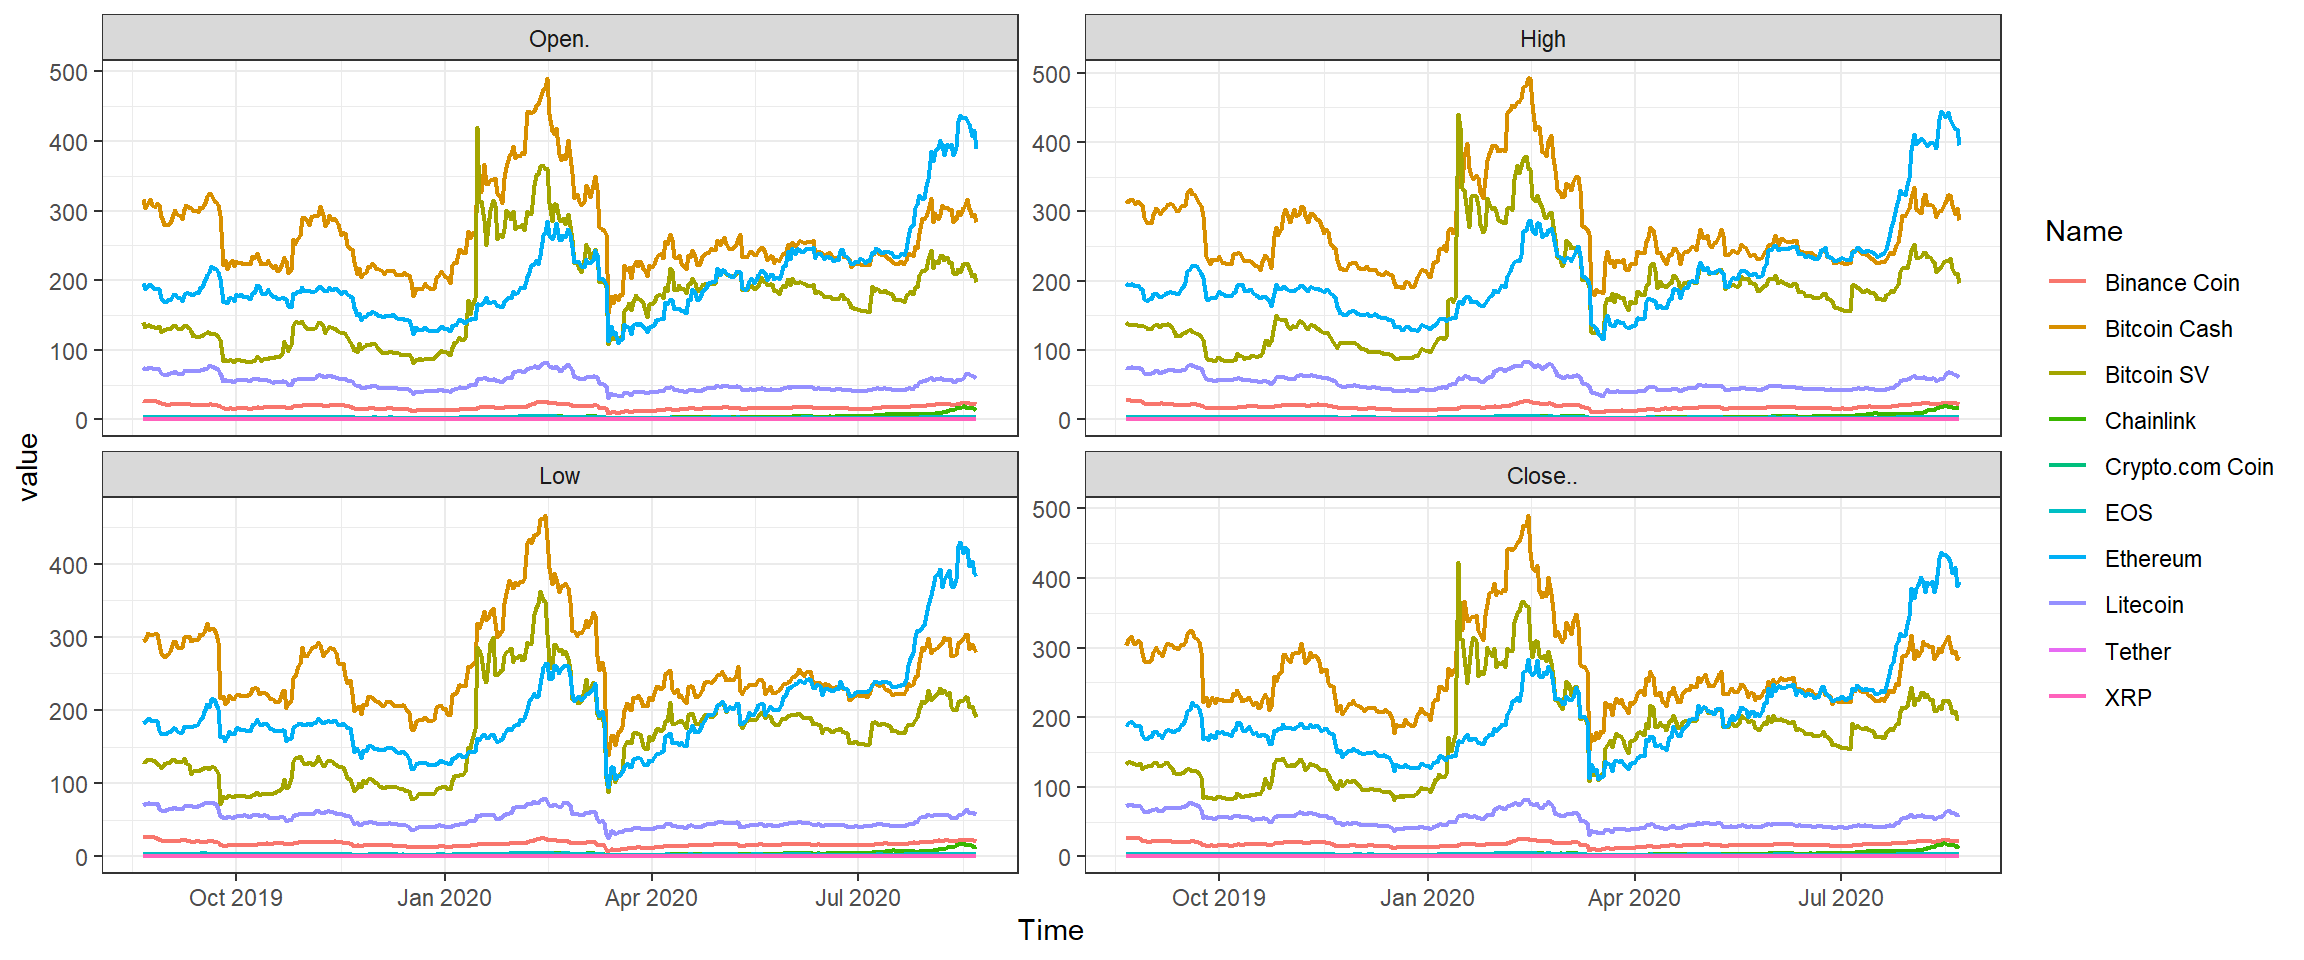 Open.
High
500
400
300
200
100
0
500
400
300
200
100
0
value
Low
Close..
400
300
200
100
0
500
400
300
200
100
0
Oct 2019 Jan 2020 Apr 2020 Jul 2020
Oct 2019 Jan 2020 Apr 2020 Jul 2020
Time
Name
Binance Coin
Bitcoin Cash
Bitcoin SV
Chainlink
Crypto.com Coin
EOS
Ethereum
Litecoin
Tether
XRP